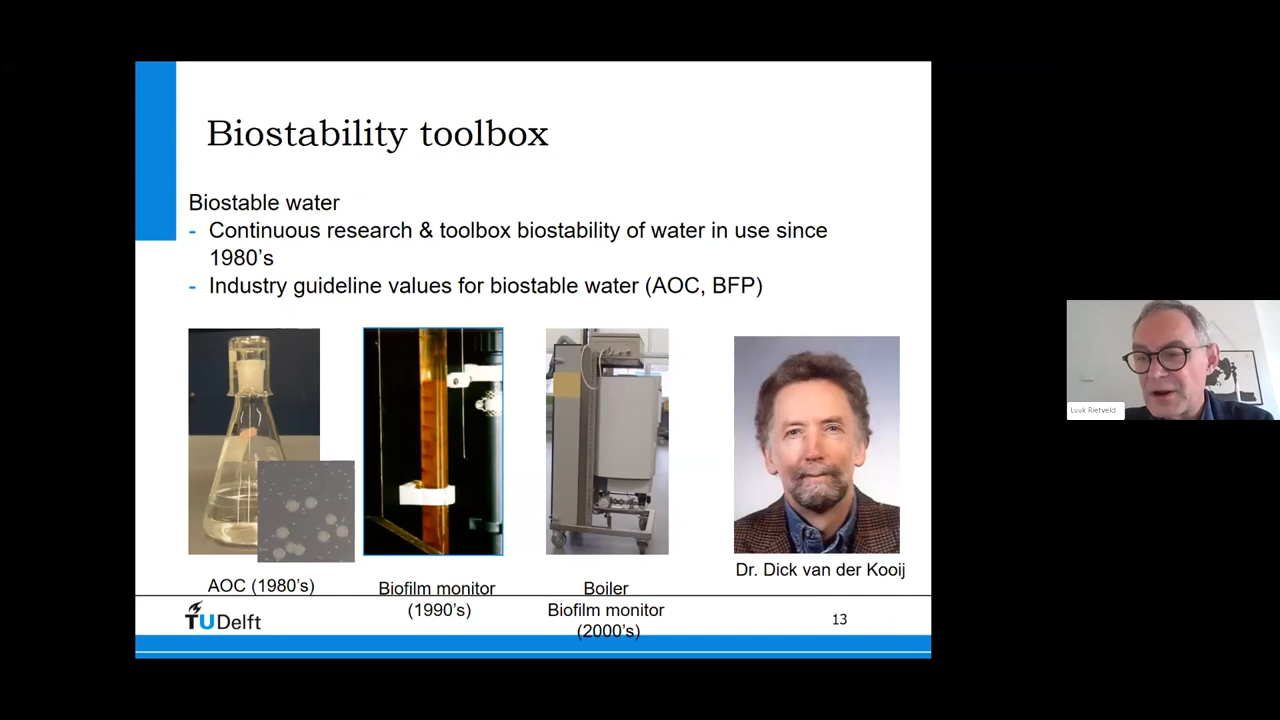 Biostability toolbox
Biostable water
- Continuous research & toolbox biostability of water in use since
1980's
- Industry guideline values for biostable water (AOC, BFP)
AOC (1980's)
Biofilm monitor
(1990's)
Boiler
Biofilm monitor
(2000's)
Dr. Dick van der Kooij
TUDelft
13
Luuk Rietveld